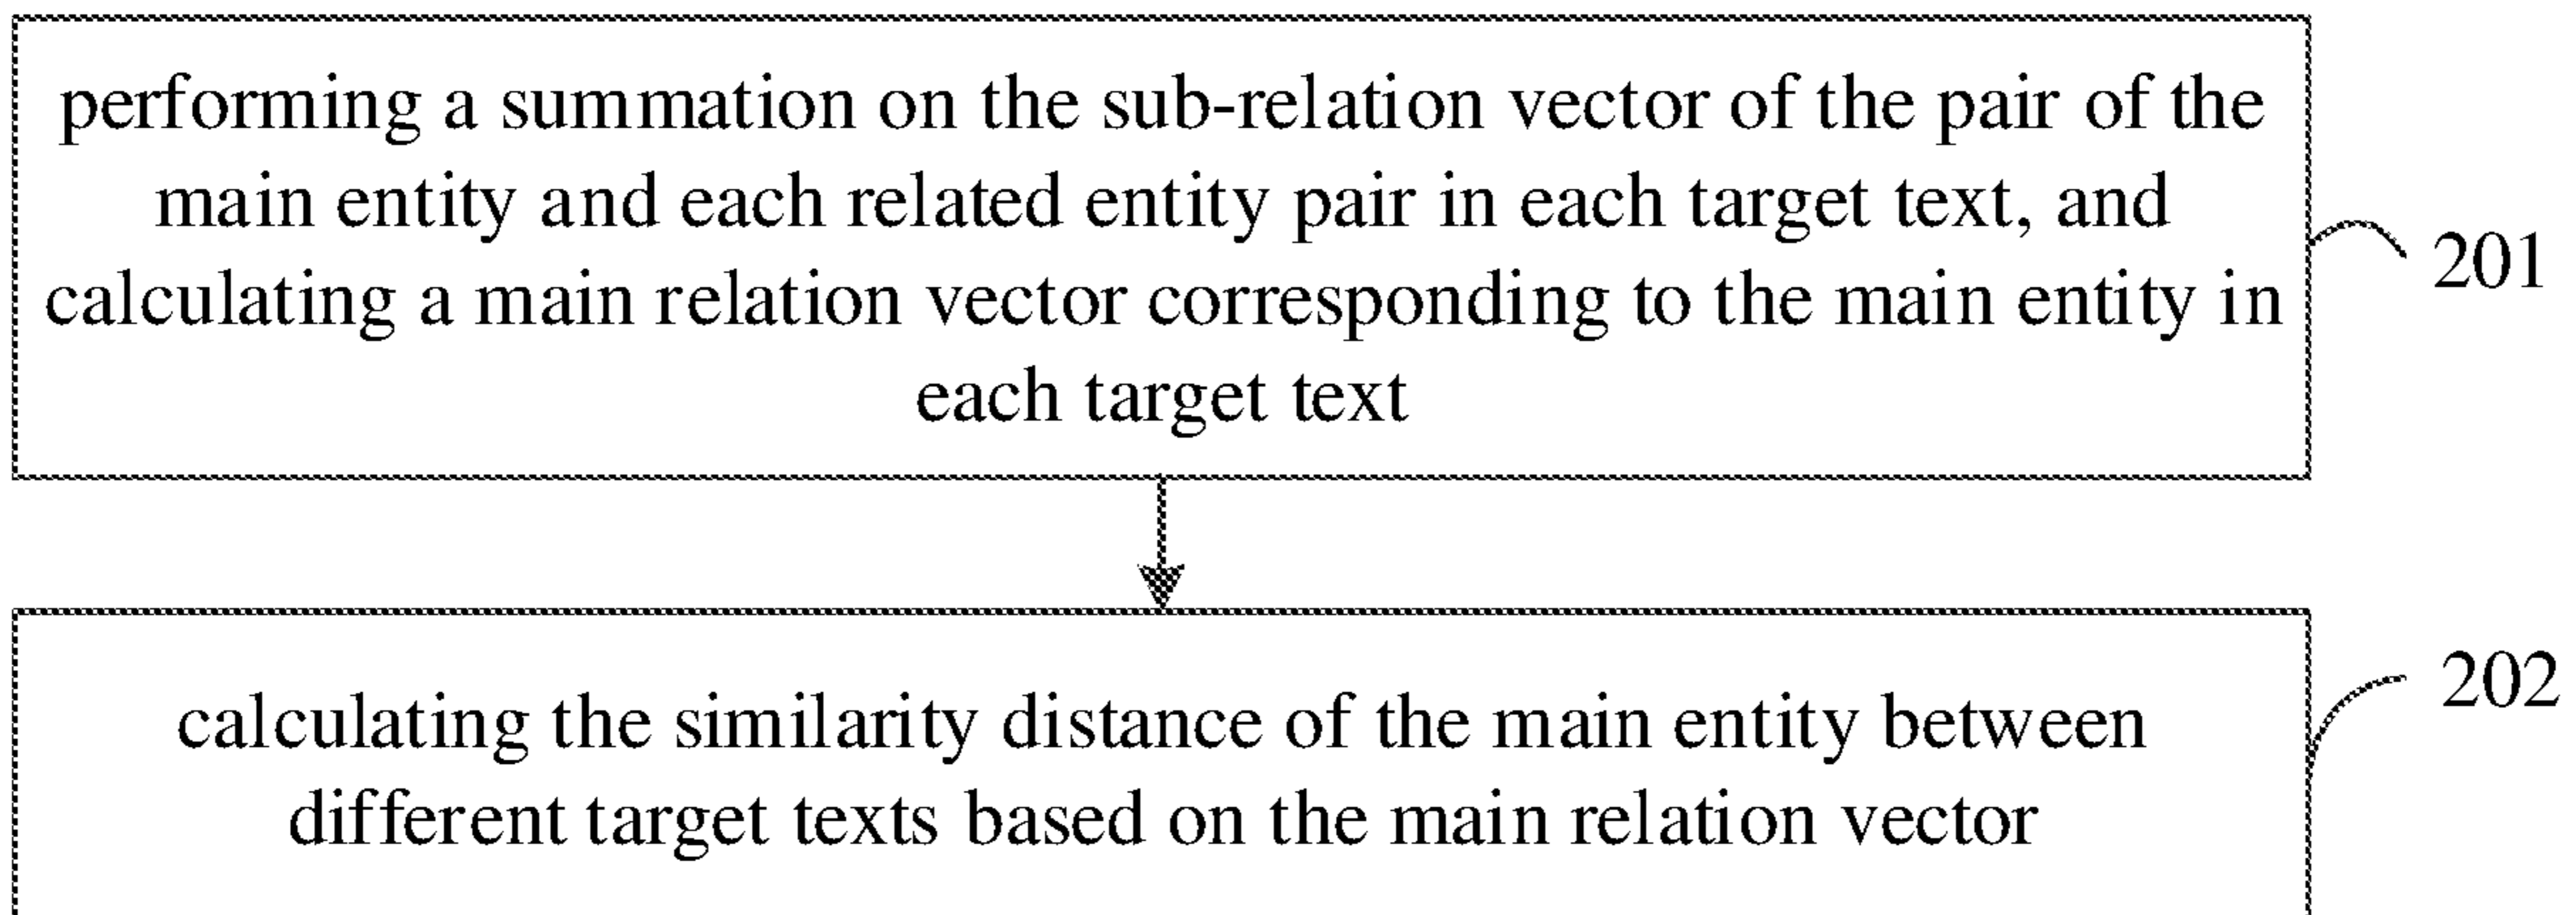 performing a summation on the sub-relation vector of the pair of the
main entity and each related entity pair in each target text, and
calculating a main relation vector corresponding to the main entity in
each target text
201
calculating the similarity distance of the main entity between
different target texts based on the main relation vector
202